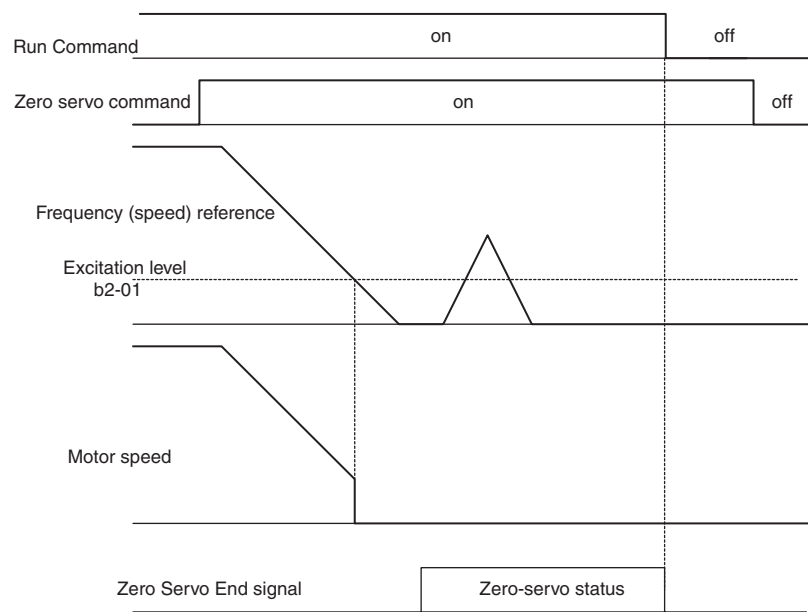 Run Command
on
off
Zero servo command
on
off
Frequency (speed) reference
Excitation level
b2-01
Motor speed
Zero Servo End signal
Zero-servo status